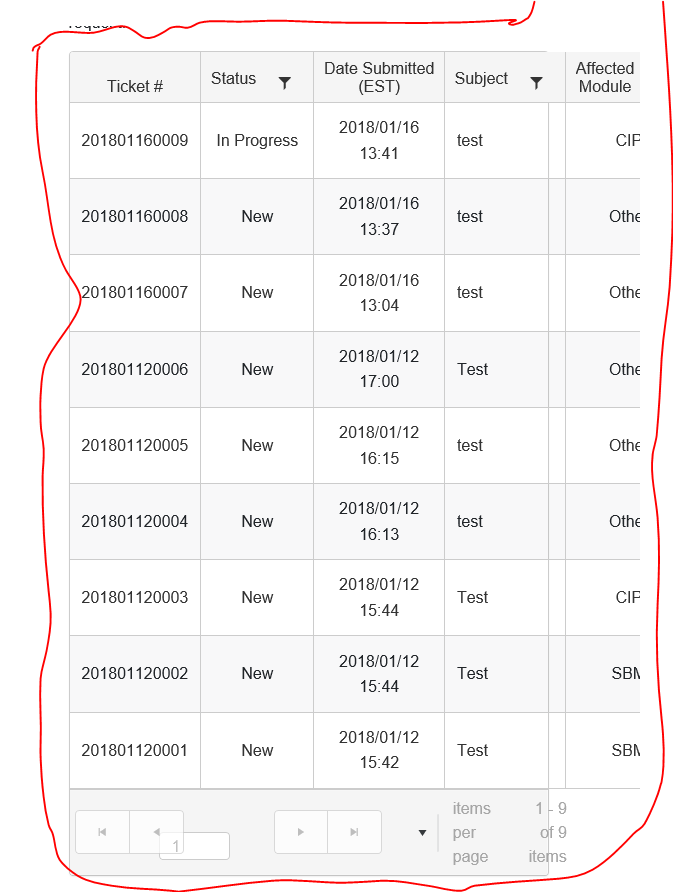 Ticket #
Status
Date Submitted
(EST)
Subject
Affected
Module
201801160009
In Progress
2018/01/16
13:41
test
CIP
201801160008
New
2018/01/16
13:37
test
Othe
201801160007
New
2018/01/16
13:04
test
Othe
201801120006
New
2018/01/12
17:00
Test
Othe
201801120005
New
2018/01/12
16:15
test
Othe
201801120004
New
2018/01/12
16:13
test
Othe
201801120003
New
2018/01/12
15:44
Test
CIP
201801120002
New
2018/01/12
15:44
Test
SBM
201801120001
New
2018/01/12
15:42
Test
SBM
1
items
per
page
1 - 9
of 9
items